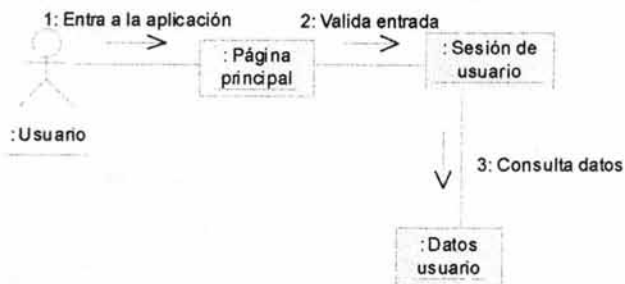 1: Entra a la aplicación
2: Valida entrada
: Página
principal
: Sesión de
usuario
: Usuario
3: Consulta datos
: Datos
usuario